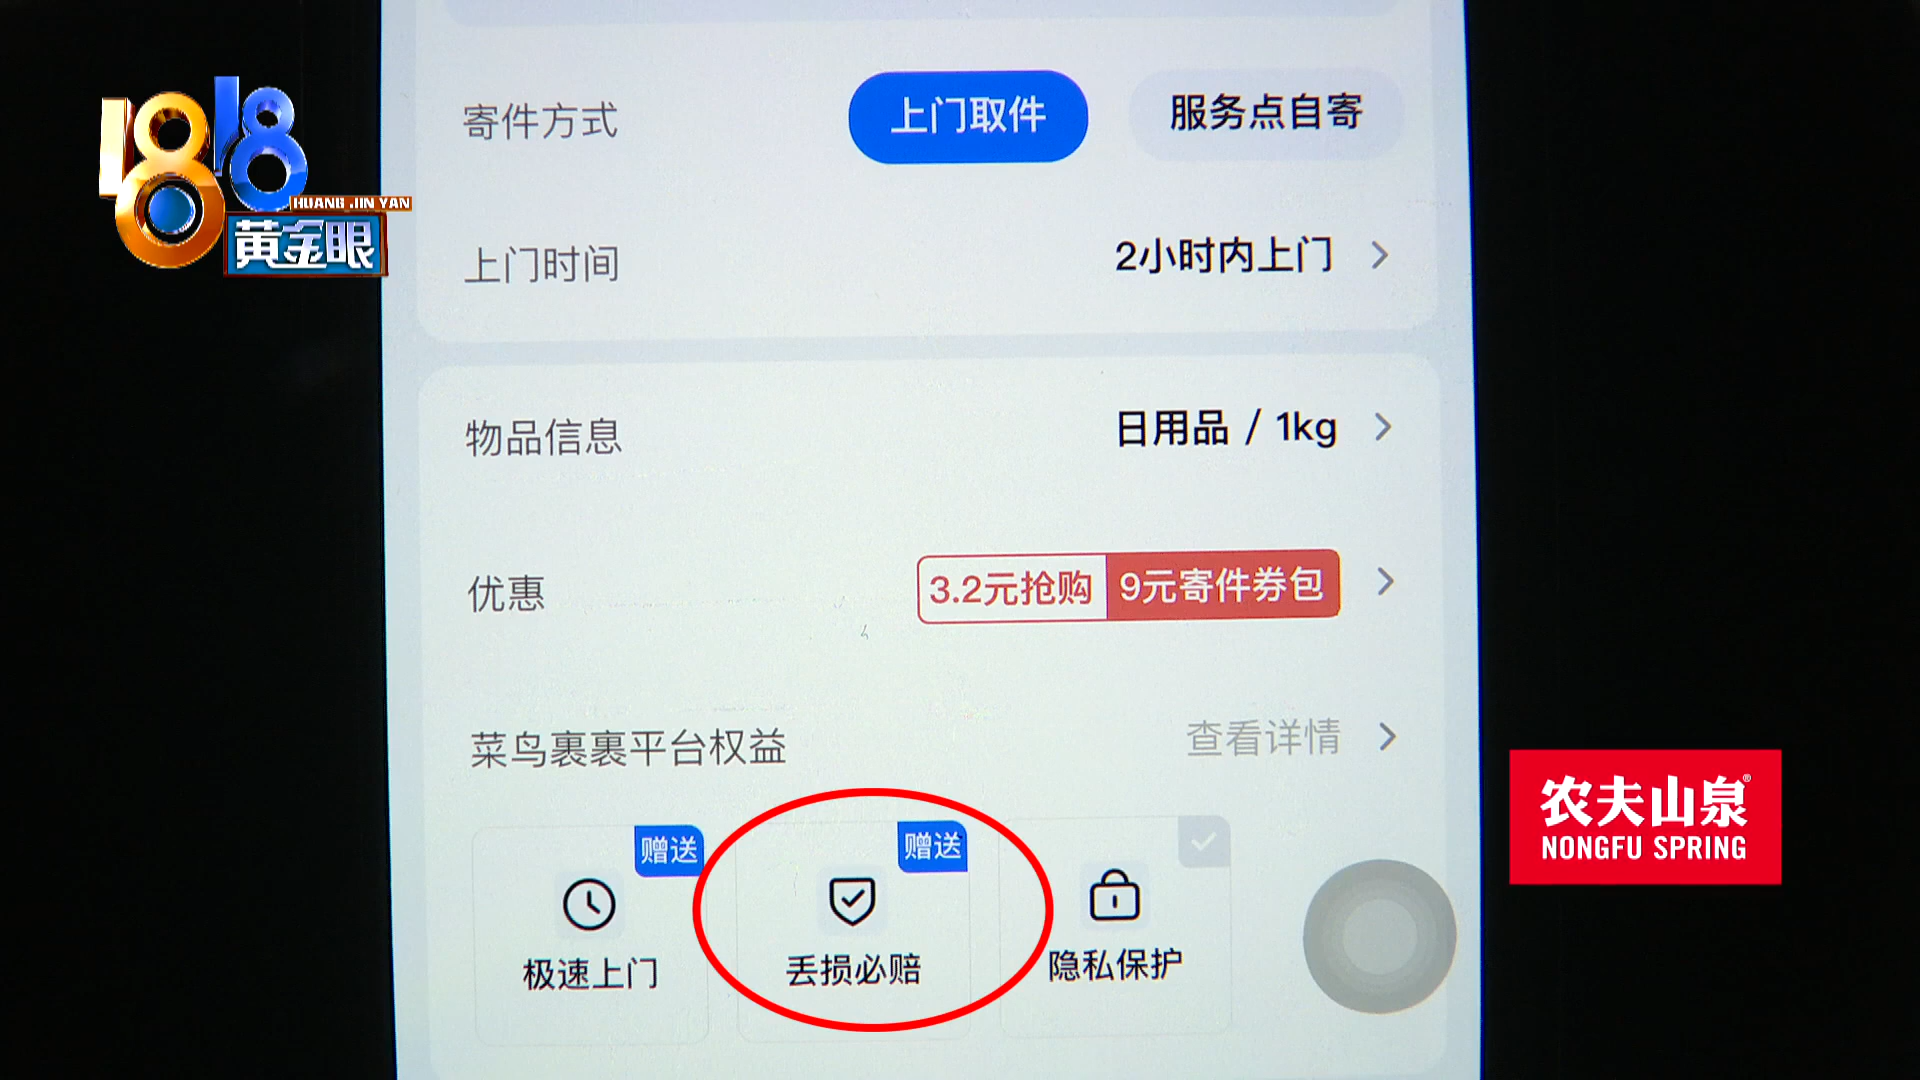 1818
HUANG JIN YAN
黄金眼
寄件方式
上门取件
服务点自寄
上门时间
2小时内上门
物品信息
日用品 / 1kg
优惠
3.2元抢购
9元寄件券包
菜鸟裹裹平台权益
查看详情
赠送
极速上门
赠送
丢损必赔
隐私保护
农夫山泉®
NONGFU SPRING